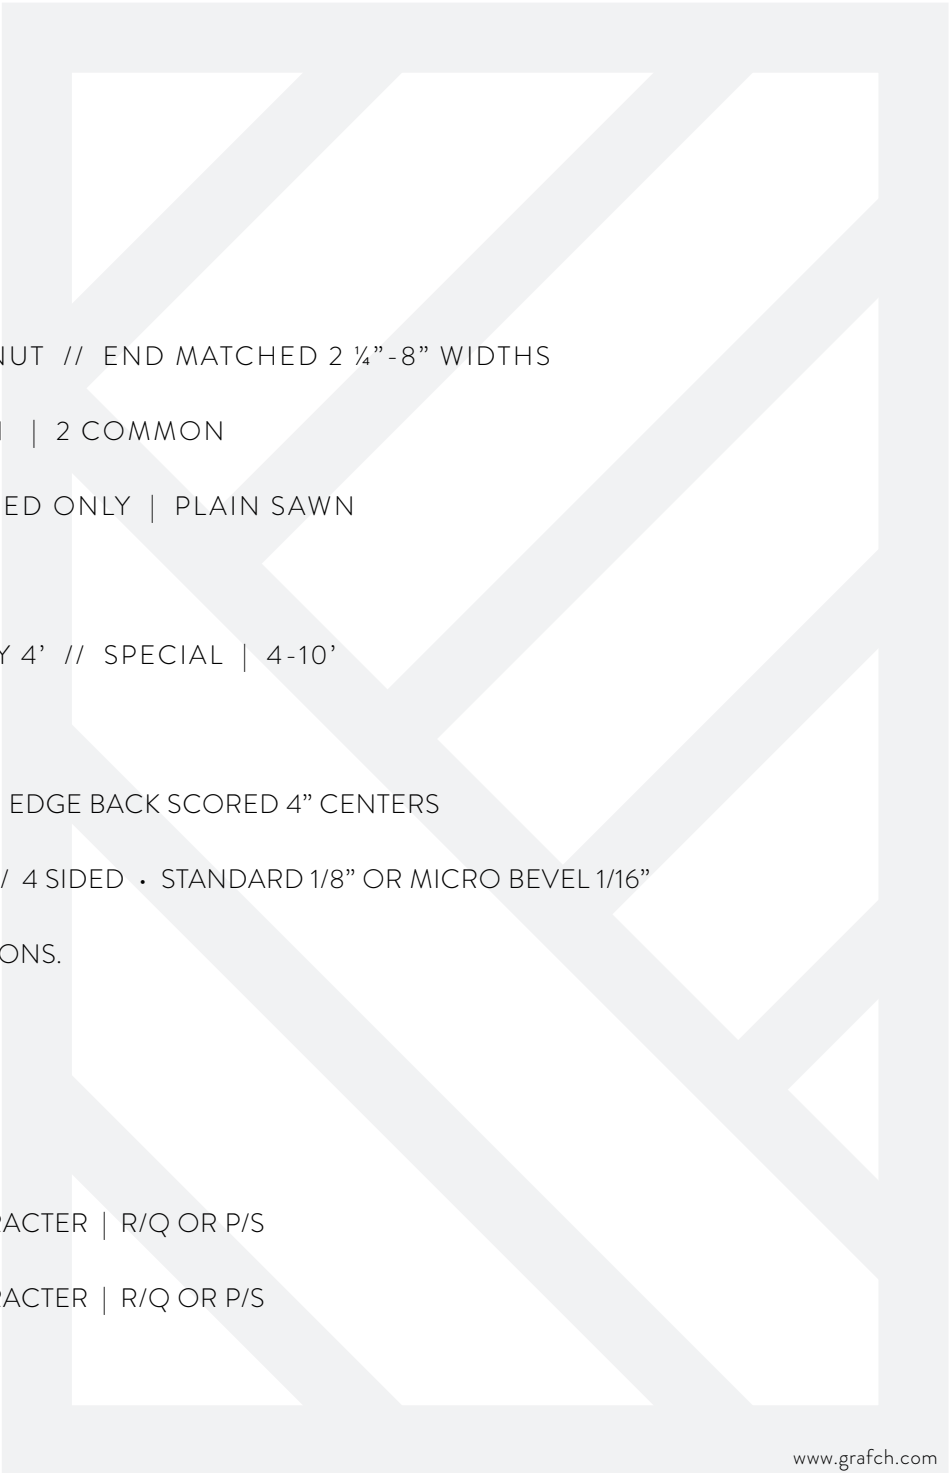 NUT // END MATCHED 2 ¼”-8” WIDTHS
| 2 COMMON
ED ONLY | PLAIN SAWN
Y 4’ // SPECIAL | 4-10’
EDGE BACK SCORED 4” CENTERS
/ 4 SIDED • STANDARD 1/8” OR MICRO BEVEL 1/16”
ONS.
RACTER | R/Q OR P/S
RACTER | R/Q OR P/S
www.grafch.com